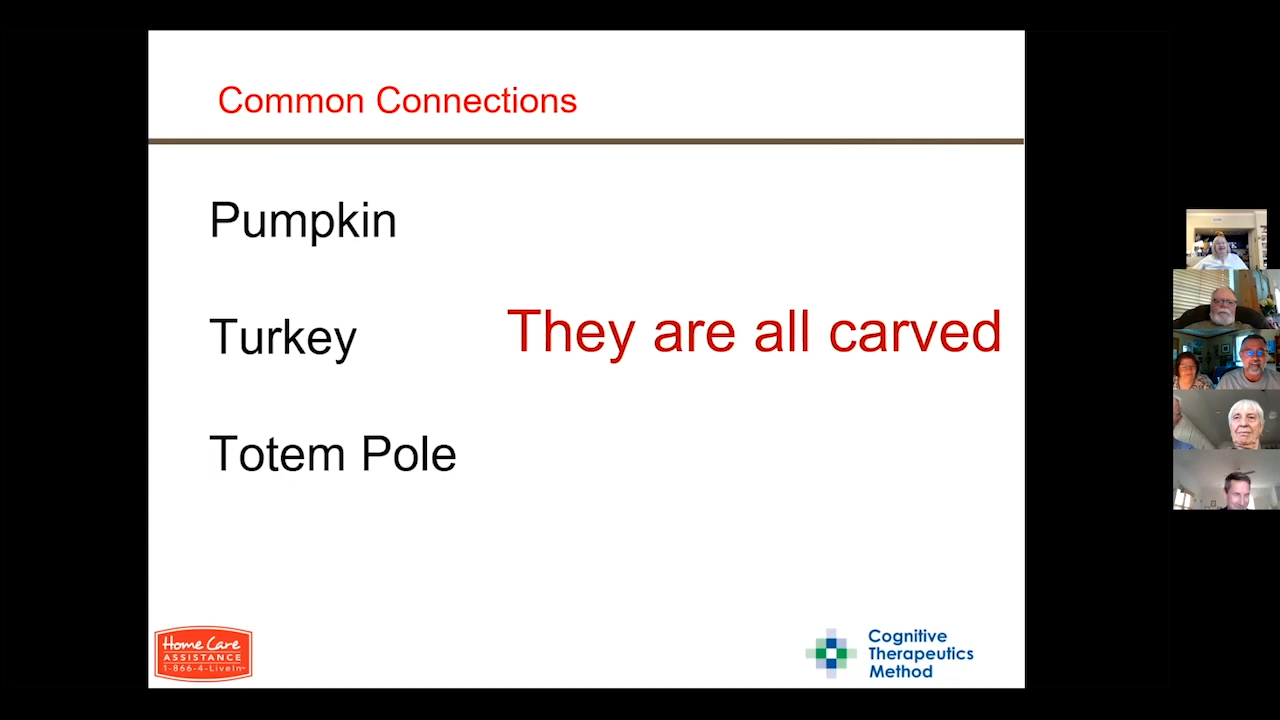 Common Connections
Pumpkin
Turkey
They are all carved
Totem Pole
Home Care
ASSISTANCE
1-866-4-LiveIn
Cognitive
Therapeutics
Method